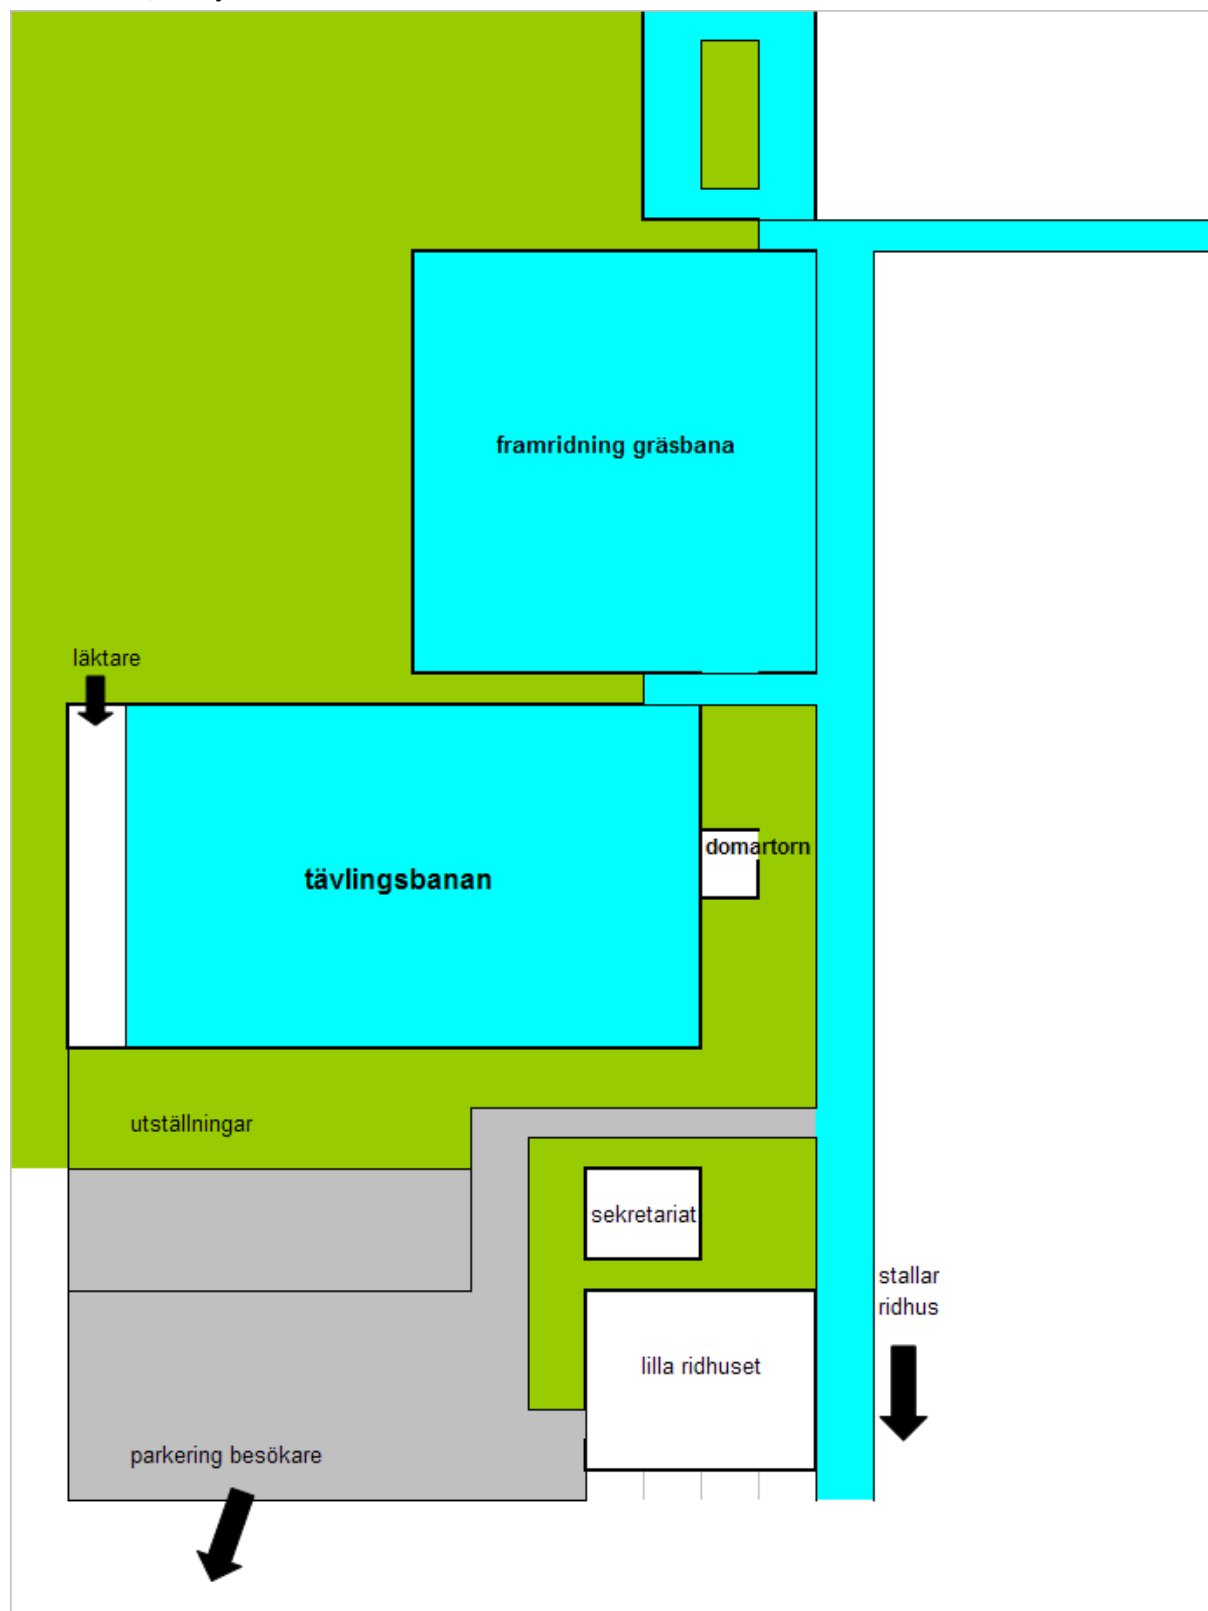 framridning gräsbana
läktare
domartorn
tävlingsbanan
utställningar
sekretariat
stallar
ridhus
lilla ridhuset
parkering besökare